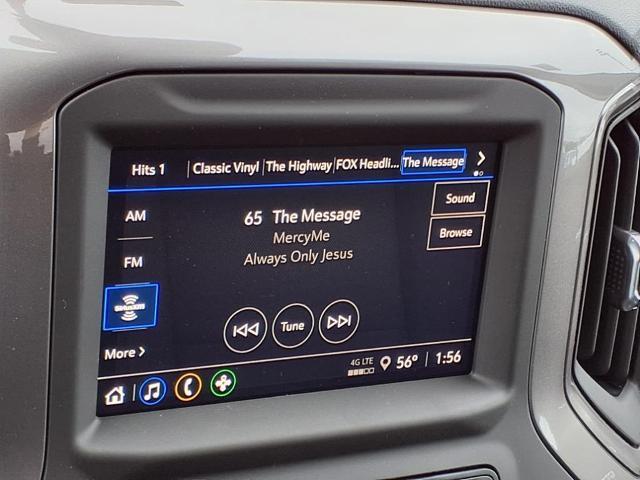 Hits 1 Classic Vinyl The Highway FOX Headli... The Message
AM
65 The Message
Sound
MercyMe
Browse
FM
Always Only Jesus
SiriusXM
Tune
More >
4G LTE 56° 1:56